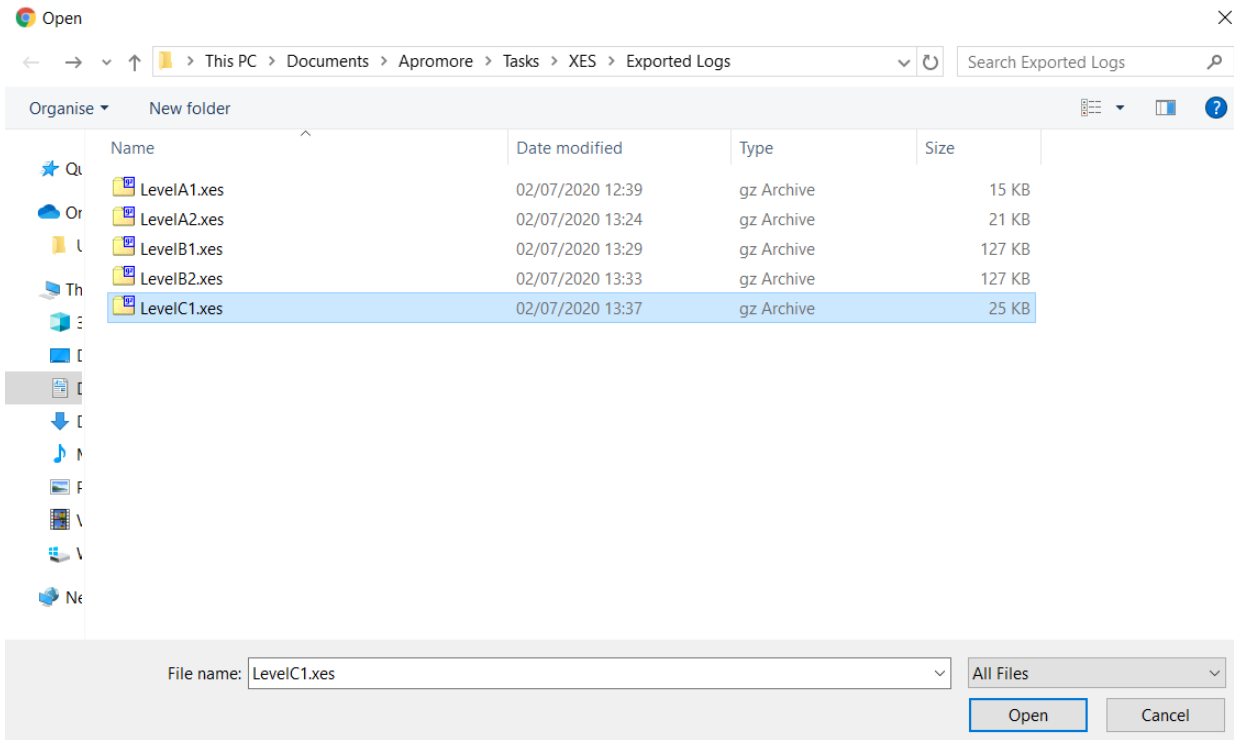 Open
This PC > Documents > Apromore > Tasks > XES > Exported Logs
Search Exported Logs
Organise
New folder
?
Name Date modified Type Size
LevelA1.xes 02/07/2020 12:39 gz Archive 15 KB
LevelA2.xes 02/07/2020 13:24 gz Archive 21 KB
LevelB1.xes 02/07/2020 13:29 gz Archive 127 KB
LevelB2.xes 02/07/2020 13:33 gz Archive 127 KB
LevelC1.xes 02/07/2020 13:37 gz Archive 25 KB
Th
Ne
File name: LevelC1.xes
All Files
Open Cancel